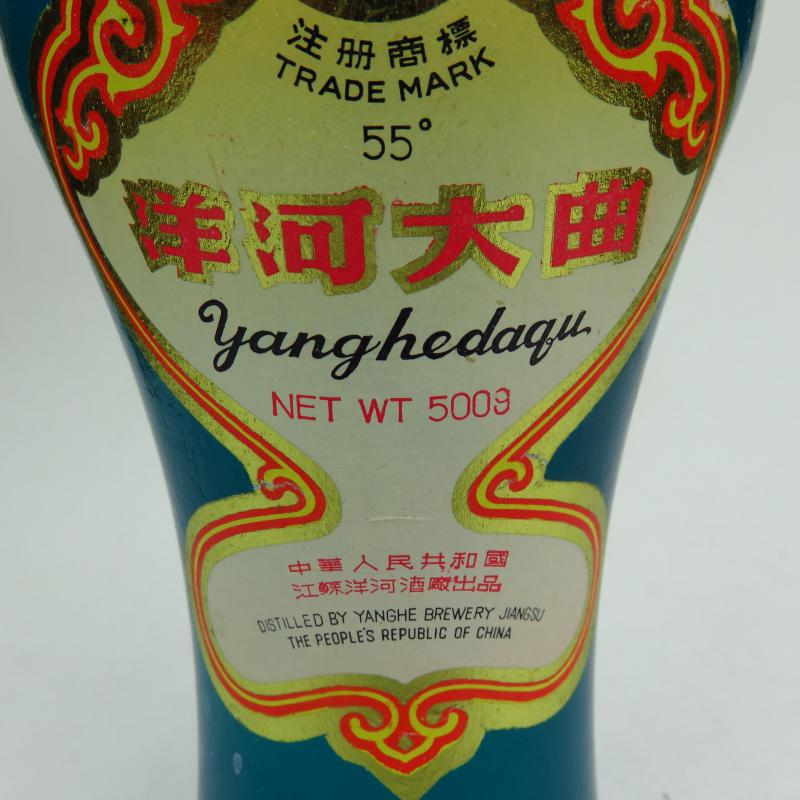 注册商標
TRADE MARK
55°
洋河大曲
Yanghedaqu
NET WT 500g
中華人民共和國
江蘇洋河酒廠出品
DISTILLED BY YANGHE BREWERY JIANGSU
THE PEOPLE'S REPUBLIC OF CHINA